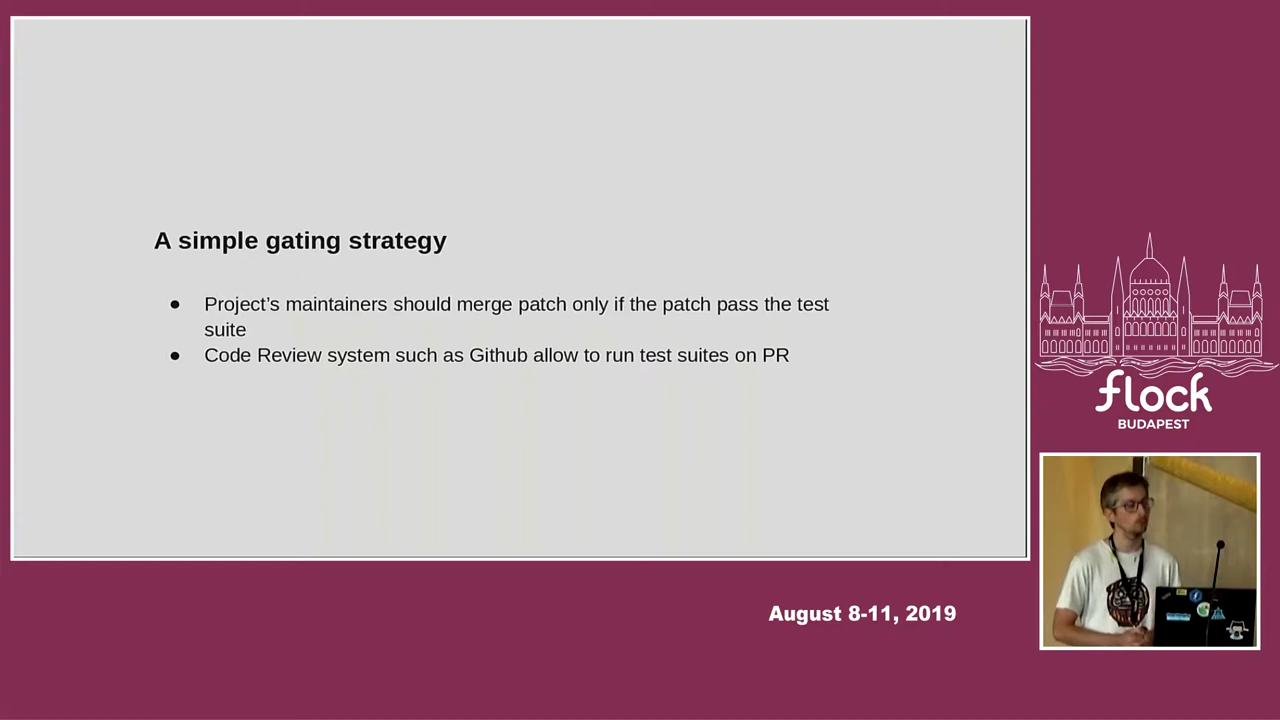 A simple gating strategy
● Project's maintainers should merge patch only if the patch pass the test
suite
● Code Review system such as Github allow to run test suites on PR
flock
BUDAPEST
August 8-11, 2019